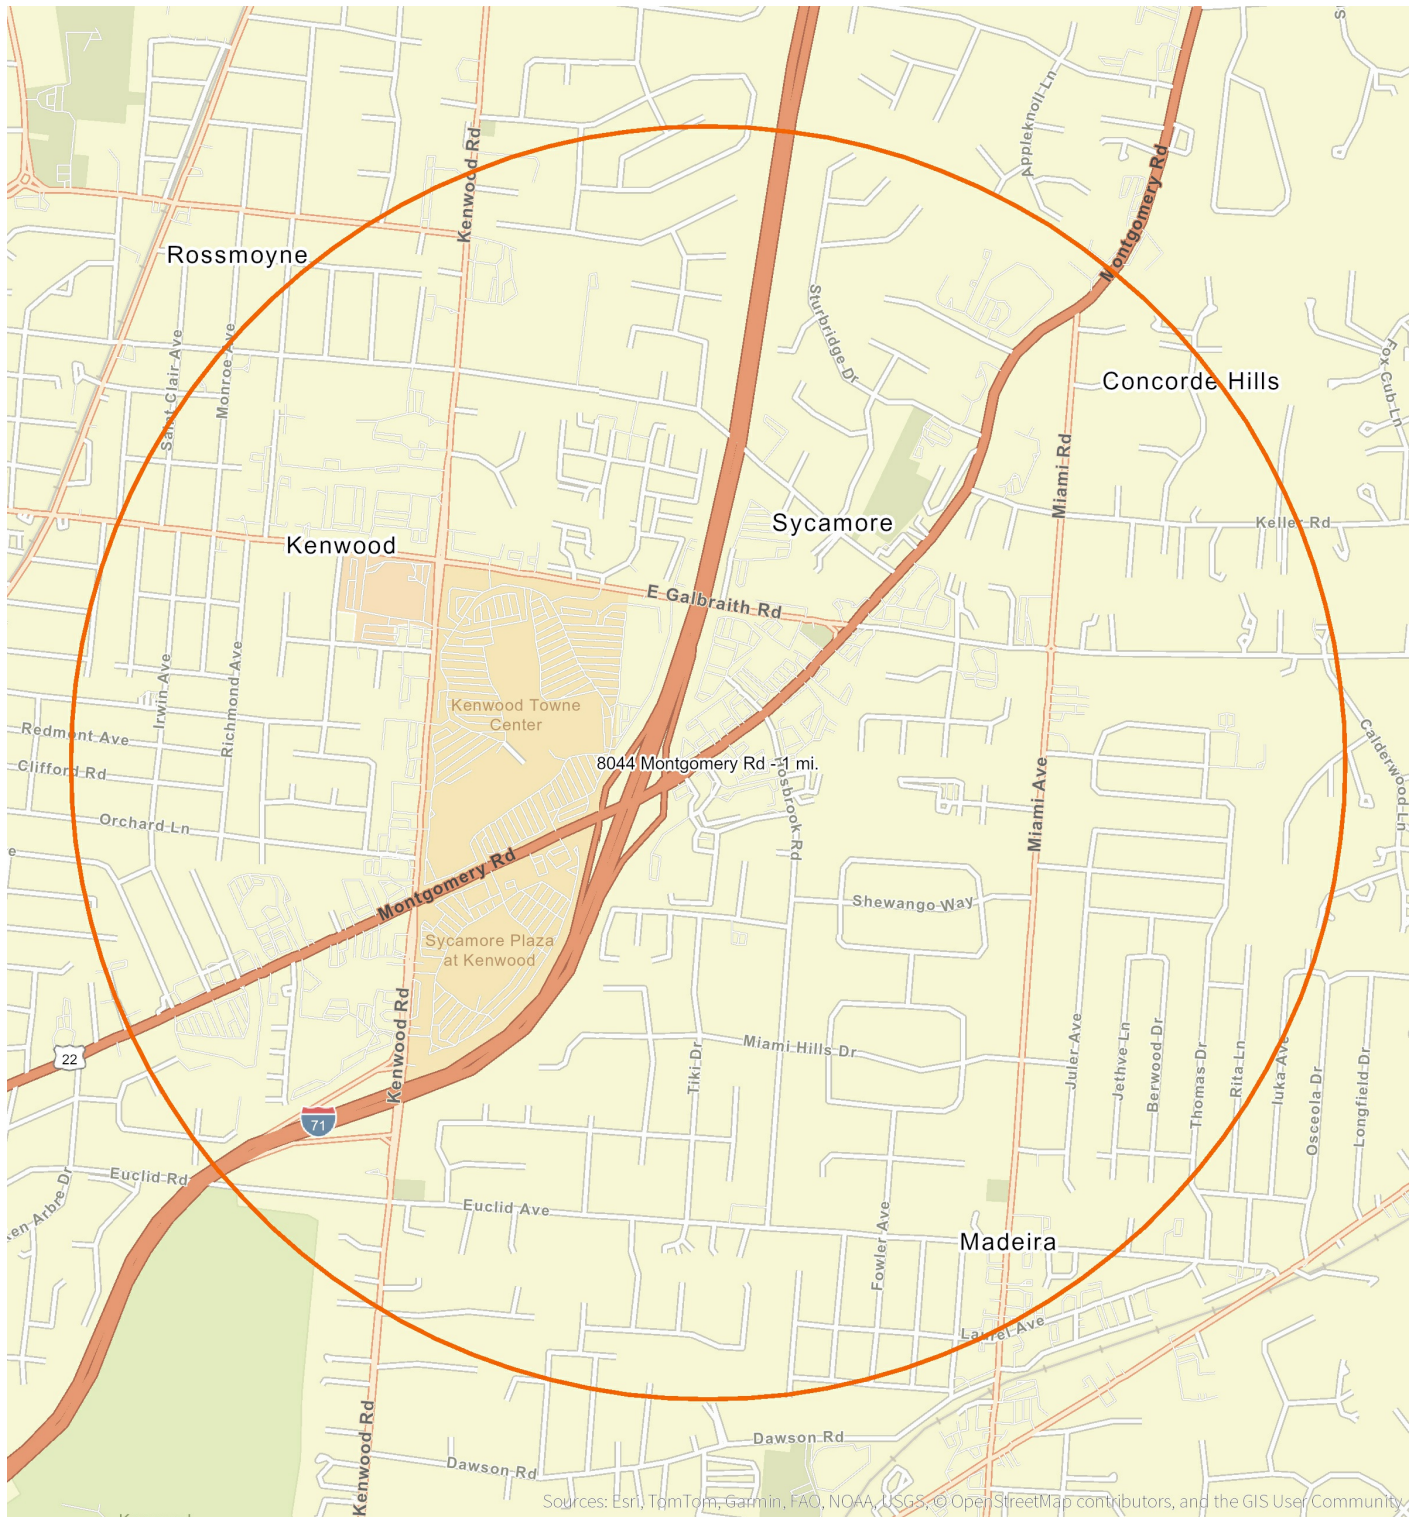 Appleknoll Ln
Kenwood Rd
Montgomery Rd
Rossmoyne
Sturbridge Dr
Saint Clair Ave
Monroe Ave
Concorde Hills
Fox Cub Ln
Miami Rd
Sycamore
Keller Rd
Kenwood
E Galbraith Rd
Irwin Ave
Richmond Ave
Kenwood Towne
Center
Redmont Ave
Clifford Rd
8044 Montgomery Rd - 1 mi.
Calderwood Ln
Miami Ave
Orchard Ln
Montgomery Rd
Shewango Way
Sycamore Plaza
at Kenwood
Kenwood Rd
22
Miami Hills Dr
Tiki Dr
Juler Ave
Jethve Ln
Berwood Dr
Thomas Dr
Rita Ln
Iuka Ave
Osceola Dr
Longfield Dr
71
Euclid Rd
Euclid Ave
Fowler Ave
Madeira
Laurel Ave
Kenwood Rd
Dawson Rd
Dawson Rd
Sources: Esri, TomTom, Garmin, FAO, NOAA, USGS, © OpenStreetMap contributors, and the GIS User Community